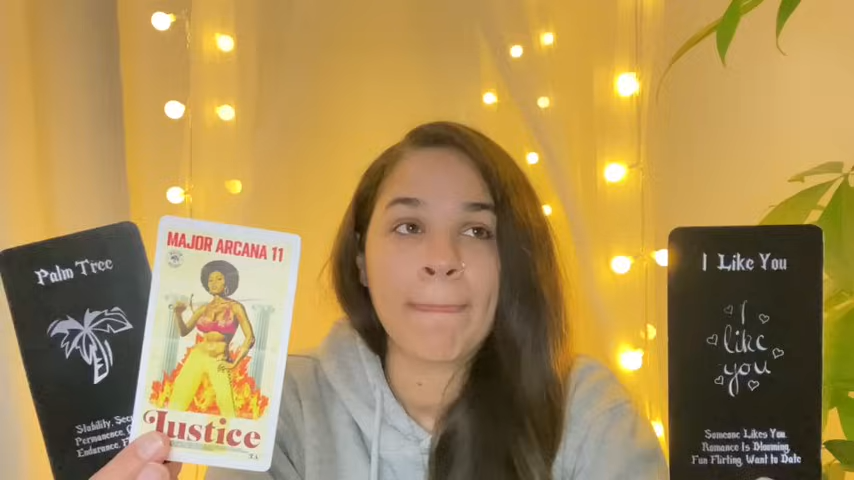 Palm Tree
Stability, Sec
Permanence,
Endurance,
MAJOR ARCANA 11
Justice
I Like You
I
like
you
Someone Likes You
Romance Is Blooming
Fun Flirting Want to Date